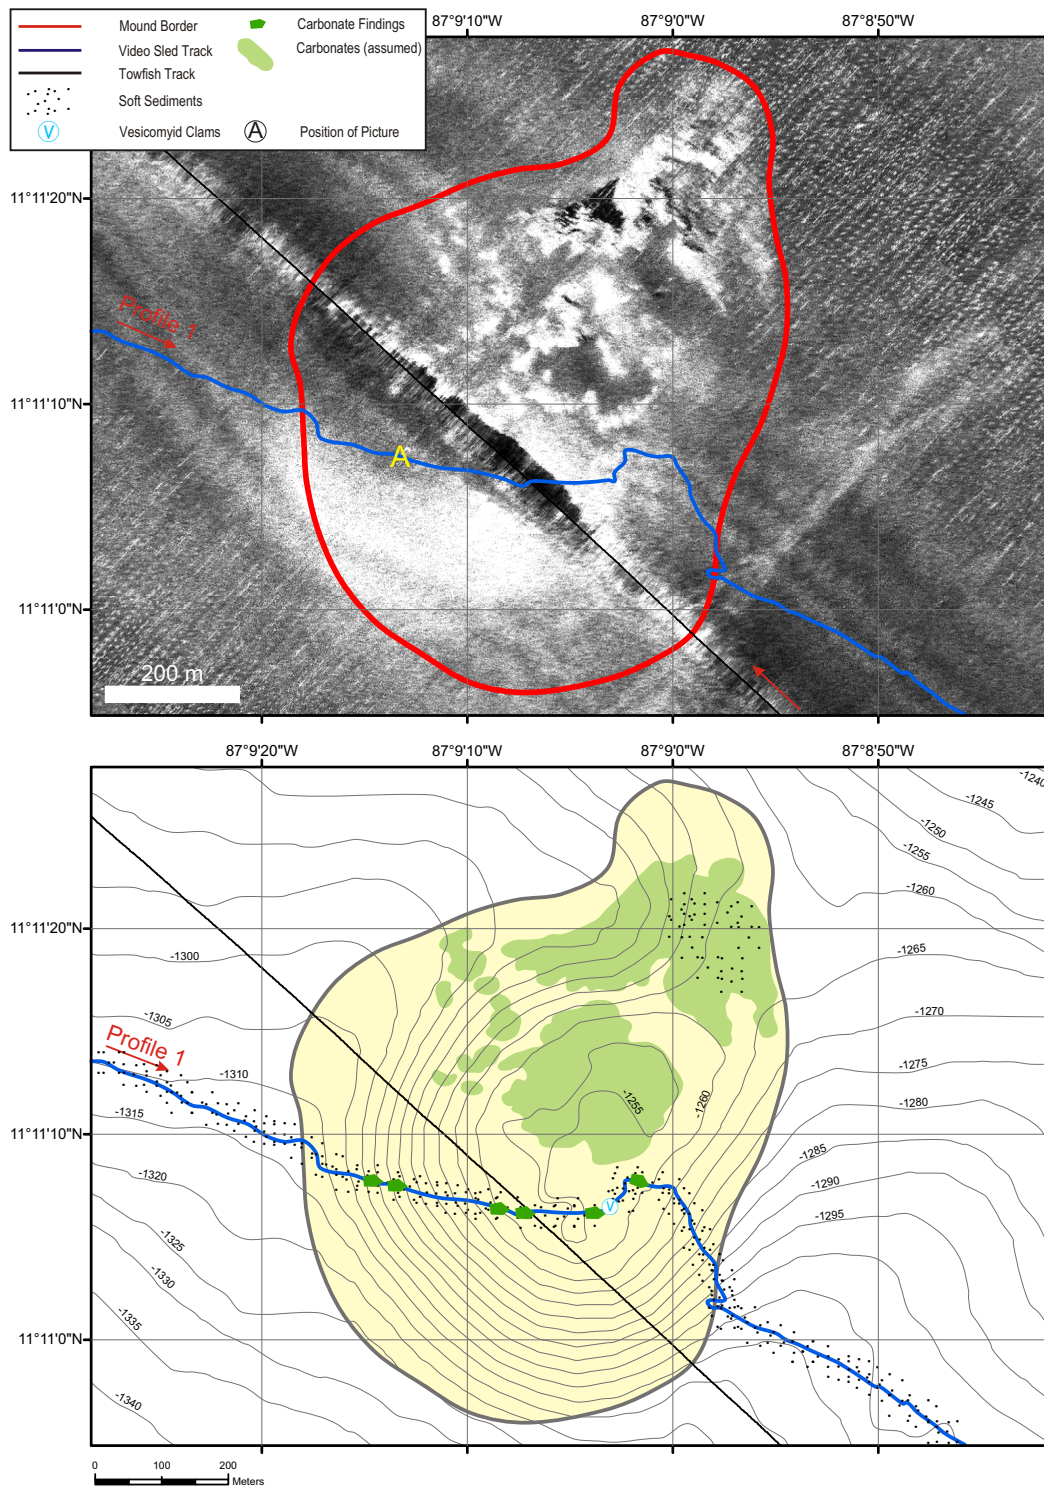 Mound Border
Carbonate Findings
Video Sled Track
Carbonates (assumed)
Towfish Track
Soft Sediments
V Vesicomyid Clams
A Position of Picture
87°9'10"W 87°9'0"W 87°8'50"W
11°11'20"N
Profile 1
11°11'10"N
A
11°11'0"N
200 m
87°9'20"W 87°9'10"W 87°9'0"W 87°8'50"W
-1240
-1245
-1250
-1255
-1260
11°11'20"N
-1265
-1300
-1270
-1305
Profile 1
-1275
-1310
-1255
-1260
-1280
-1315
11°11'10"N
-1285
-1320
-1290
V
-1295
-1325
-1330
-1335
11°11'0"N
-1340
0 100 200
Meters